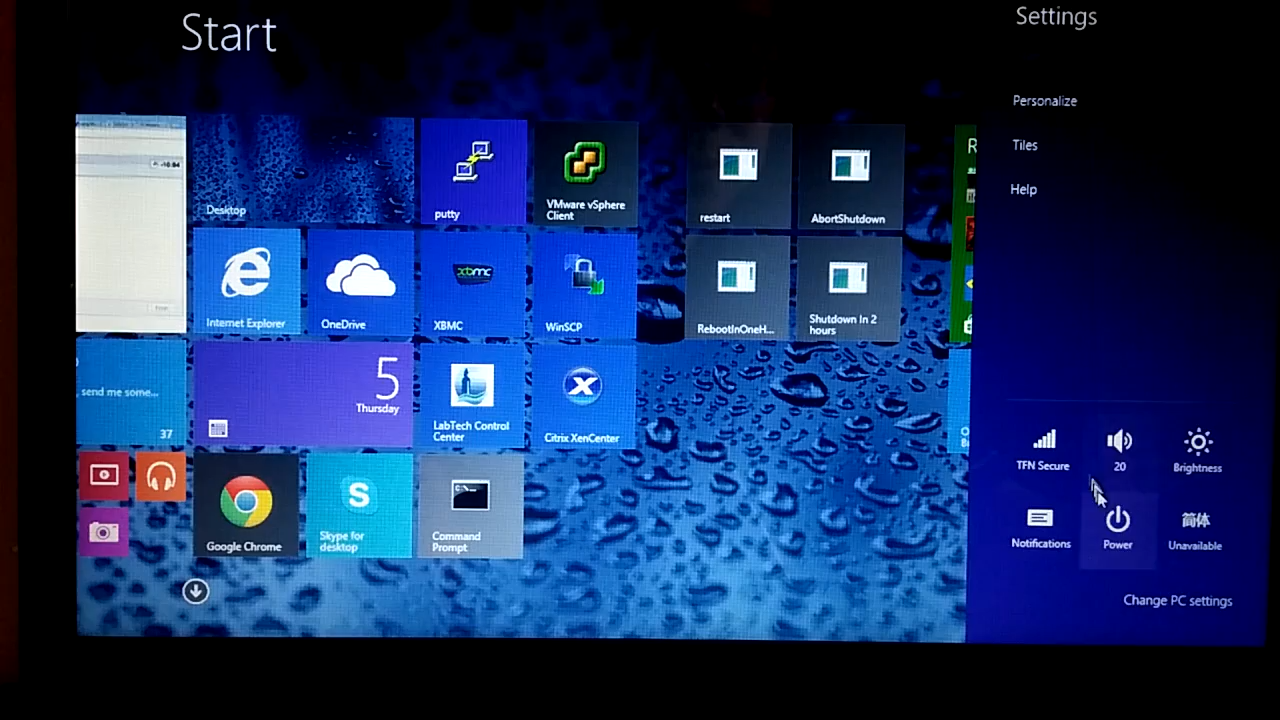 Start
Settings
Personalize
Tiles
Help
Desktop
putty
VMware vSphere
Client
restart
AbortShutdown
R
Internet Explorer
OneDrive
xbmc
XBMC
WinSCP
RebootInOneH...
Shutdown In 2
hours
send me some...
37
5
Thursday
LabTech Control
Center
X
Citrix XenCenter
Google Chrome
S
Skype for
desktop
C:\
Command
Prompt
TFN Secure
20
Brightness
Notifications
Power
简体
Unavailable
Change PC settings